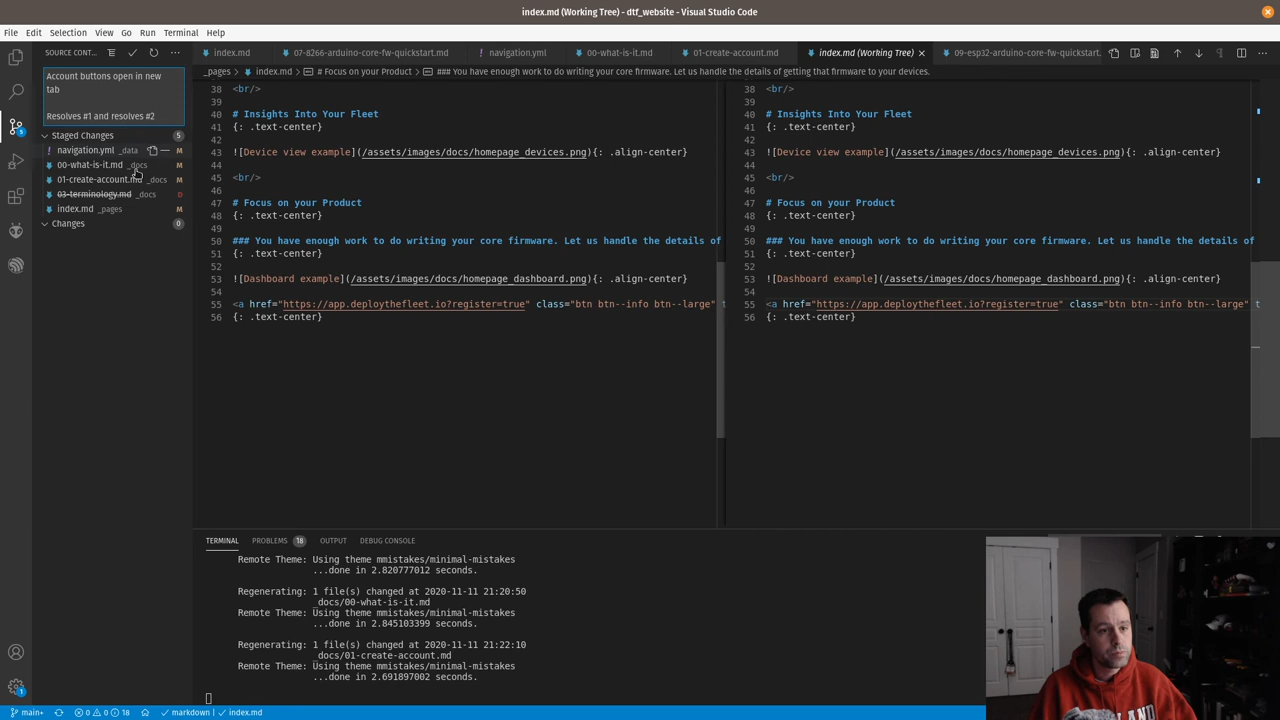 index.md (Working Tree) - dtf_website - Visual Studio Code
File Edit Selection View Go Run Terminal Help
SOURCE CONT...
index.md 07-8266-arduino-core-fw-quickstart.md navigation.yml 00-what-is-it.md 01-create-account.md index.md (Working Tree) 09-esp32-arduino-core-fw-quickstart.
_pages > index.md > # Focus on your Product > ### You have enough work to do writing your core firmware. Let us handle the details of getting that firmware to your devices.
Account buttons open in new
tab
Resolves #1 and resolves #2
Staged Changes 5
navigation.yml _data M
00-what-is-it.md _docs M
01-create-account.md _docs M
03-terminology.md _docs D
index.md _pages M
Changes 0
5
1
38 <br/>
39
40 # Insights Into Your Fleet
41 {: .text-center}
42
43 ![Device view example](/assets/images/docs/homepage_devices.png){: .align-center}
44
45 <br/>
46
47 # Focus on your Product
48 {: .text-center}
49
50 ### You have enough work to do writing your core firmware. Let us handle the details of
51 {: .text-center}
52
53 ![Dashboard example](/assets/images/docs/homepage_dashboard.png){: .align-center}
54
55 <a href="https://app.deploythefleet.io?register=true" class="btn btn--info btn--large" t
56 {: .text-center}
38 <br/>
39
40 # Insights Into Your Fleet
41 {: .text-center}
42
43 ![Device view example](/assets/images/docs/homepage_devices.png){: .align-center}
44
45 <br/>
46
47 # Focus on your Product
48 {: .text-center}
49
50 ### You have enough work to do writing your core firmware. Let us handle the details of
51 {: .text-center}
52
53 ![Dashboard example](/assets/images/docs/homepage_dashboard.png){: .align-center}
54
55 <a href="https://app.deploythefleet.io?register=true" class="btn btn--info btn--large" t
56 {: .text-center}
TERMINAL PROBLEMS 18 OUTPUT DEBUG CONSOLE
Remote Theme: Using theme mmistakes/minimal-mistakes
...done in 2.820777012 seconds.
Regenerating: 1 file(s) changed at 2020-11-11 21:20:50
_docs/00-what-is-it.md
Remote Theme: Using theme mmistakes/minimal-mistakes
...done in 2.845103399 seconds.
Regenerating: 1 file(s) changed at 2020-11-11 21:22:10
_docs/01-create-account.md
Remote Theme: Using theme mmistakes/minimal-mistakes
...done in 2.691897002 seconds.
main+ 0 0 18 markdown index.md